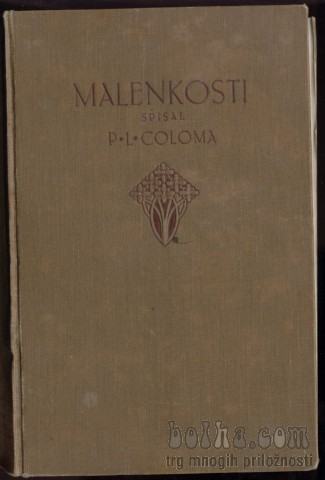 MALENKOSTI
SPISAL
P•L•COLOMA
bolha.com
trg mnogih priložnosti